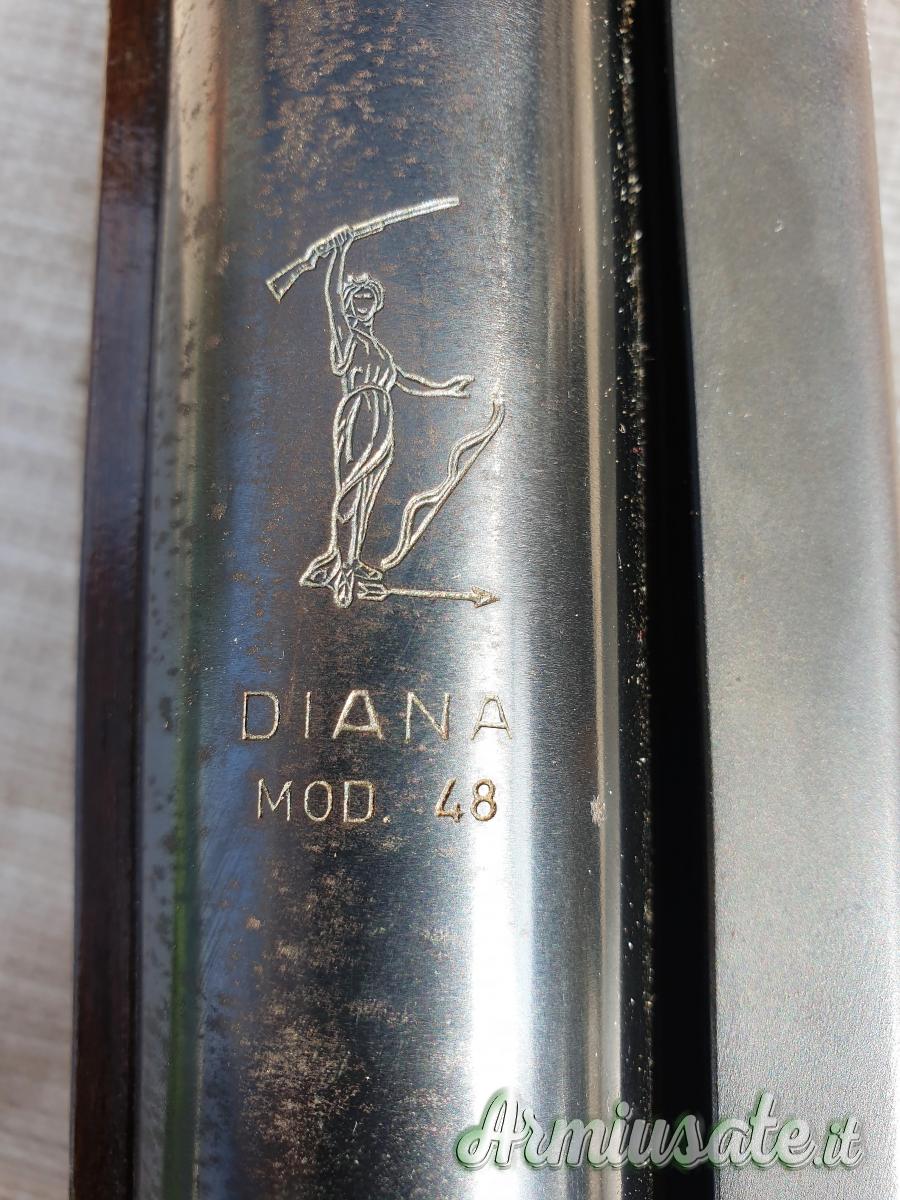 DIANA
MOD. 48
Armiusate.it